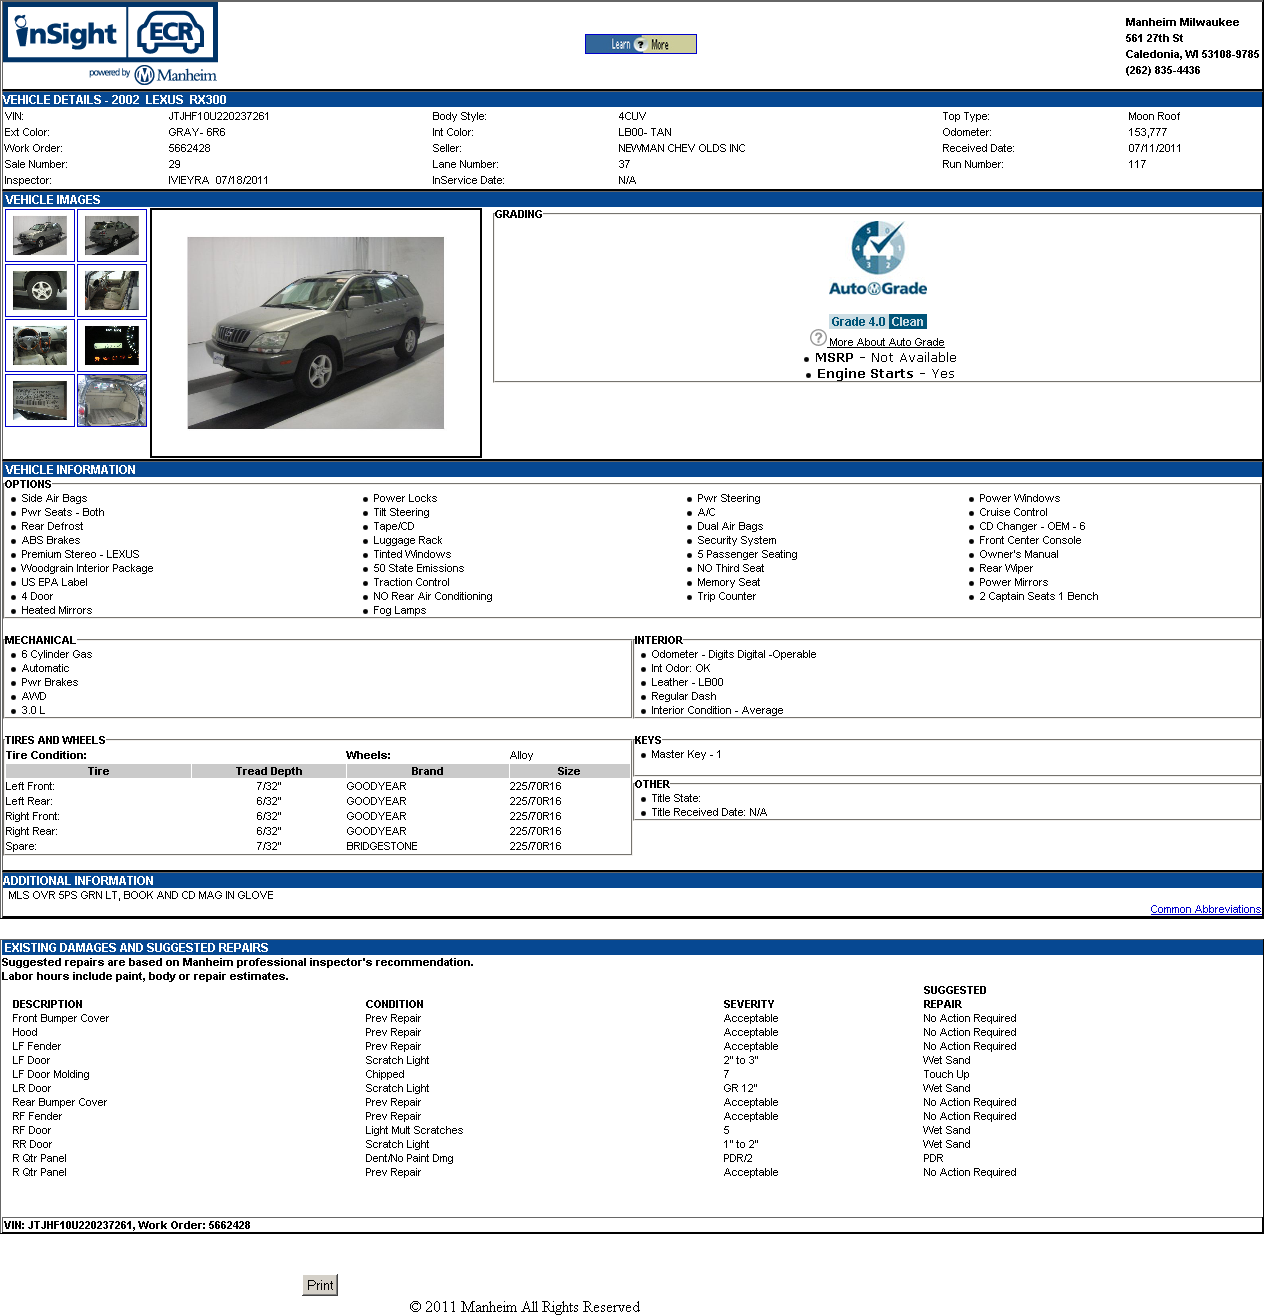 inSight ECR
powered by Manheim
Learn ? More
Manheim Milwaukee
561 27th St
Caledonia, WI 53108-9785
(262) 835-4436
VEHICLE DETAILS - 2002 LEXUS RX300
VIN: JTJHF10U220237261 Body Style: 4CUV Top Type: Moon Roof
Ext Color: GRAY- 6R6 Int Color: LB00- TAN Odometer: 153,777
Work Order: 5662428 Seller: NEWMAN CHEV OLDS INC Received Date: 07/11/2011
Sale Number: 29 Lane Number: 37 Run Number: 117
Inspector: IVIEYRA 07/18/2011 InService Date: N/A
VEHICLE IMAGES
GRADING
5 0 1 4 3 2
AutoGrade
Grade 4.0 Clean
? More About Auto Grade
• MSRP - Not Available
• Engine Starts - Yes
VEHICLE INFORMATION
OPTIONS
• Side Air Bags • Power Locks • Pwr Steering • Power Windows
• Pwr Seats - Both • Tilt Steering • A/C • Cruise Control
• Rear Defrost • Tape/CD • Dual Air Bags • CD Changer - OEM - 6
• ABS Brakes • Luggage Rack • Security System • Front Center Console
• Premium Stereo - LEXUS • Tinted Windows • 5 Passenger Seating • Owner's Manual
• Woodgrain Interior Package • 50 State Emissions • NO Third Seat • Rear Wiper
• US EPA Label • Traction Control • Memory Seat • Power Mirrors
• 4 Door • NO Rear Air Conditioning • Trip Counter • 2 Captain Seats 1 Bench
• Heated Mirrors • Fog Lamps
MECHANICAL
• 6 Cylinder Gas
• Automatic
• Pwr Brakes
• AWD
• 3.0 L
INTERIOR
• Odometer - Digits Digital -Operable
• Int Odor: OK
• Leather - LB00
• Regular Dash
• Interior Condition - Average
TIRES AND WHEELS
Tire Condition: Wheels: Alloy
Tire Tread Depth Brand Size
Left Front: 7/32" GOODYEAR 225/70R16
Left Rear: 6/32" GOODYEAR 225/70R16
Right Front: 6/32" GOODYEAR 225/70R16
Right Rear: 6/32" GOODYEAR 225/70R16
Spare: 7/32" BRIDGESTONE 225/70R16
KEYS
• Master Key - 1
OTHER
• Title State:
• Title Received Date: N/A
ADDITIONAL INFORMATION
MLS OVR 5PS GRN LT, BOOK AND CD MAG IN GLOVE
Common Abbreviations
EXISTING DAMAGES AND SUGGESTED REPAIRS
Suggested repairs are based on Manheim professional inspector's recommendation.
Labor hours include paint, body or repair estimates.
DESCRIPTION CONDITION SEVERITY SUGGESTED REPAIR
Front Bumper Cover Prev Repair Acceptable No Action Required
Hood Prev Repair Acceptable No Action Required
LF Fender Prev Repair Acceptable No Action Required
LF Door Scratch Light 2" to 3" Wet Sand
LF Door Molding Chipped 7 Touch Up
LR Door Scratch Light GR 12" Wet Sand
Rear Bumper Cover Prev Repair Acceptable No Action Required
RF Fender Prev Repair Acceptable No Action Required
RF Door Light Mult Scratches 5 Wet Sand
RR Door Scratch Light 1" to 2" Wet Sand
R Qtr Panel Dent/No Paint Dmg PDR/2 PDR
R Qtr Panel Prev Repair Acceptable No Action Required
VIN: JTJHF10U220237261, Work Order: 5662428
Print
© 2011 Manheim All Rights Reserved